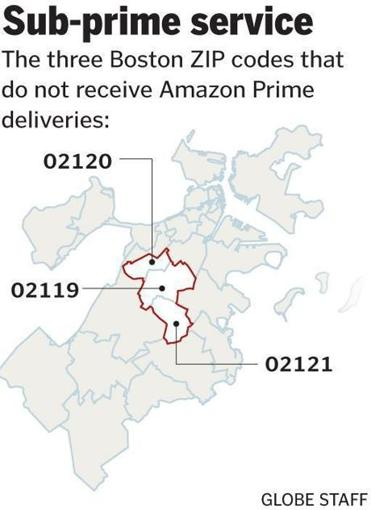 Sub-prime service
The three Boston ZIP codes that
do not receive Amazon Prime
deliveries:
02120
02119
02121
GLOBE STAFF